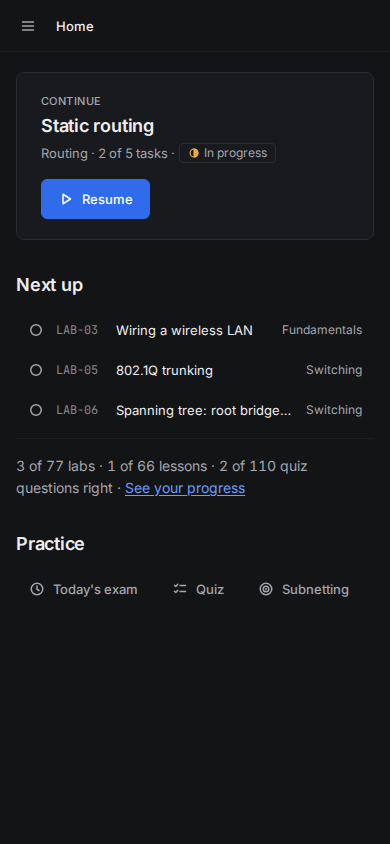 Home
CONTINUE
Static routing
Routing · 2 of 5 tasks · In progress
Resume
Next up
LAB-03 Wiring a wireless LAN Fundamentals
LAB-05 802.1Q trunking Switching
LAB-06 Spanning tree: root bridge... Switching
3 of 77 labs · 1 of 66 lessons · 2 of 110 quiz
questions right · See your progress
Practice
Today's exam Quiz Subnetting